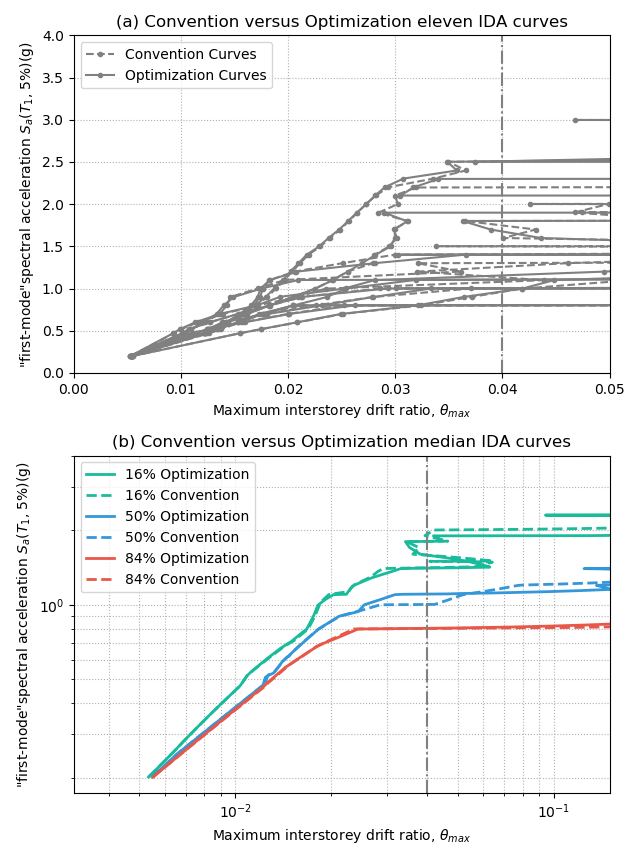 (a) Convention versus Optimization eleven IDA curves
"first-mode"spectral acceleration Sₐ(T₁, 5%)(g)
4.0
3.5
3.0
2.5
2.0
1.5
1.0
0.5
0.0
Convention Curves
Optimization Curves
0.00 0.01 0.02 0.03 0.04 0.05
Maximum interstorey drift ratio, θₘₐₓ
(b) Convention versus Optimization median IDA curves
"first-mode"spectral acceleration Sₐ(T₁, 5%)(g)
10⁰
16% Optimization
16% Convention
50% Optimization
50% Convention
84% Optimization
84% Convention
10⁻² 10⁻¹
Maximum interstorey drift ratio, θₘₐₓ